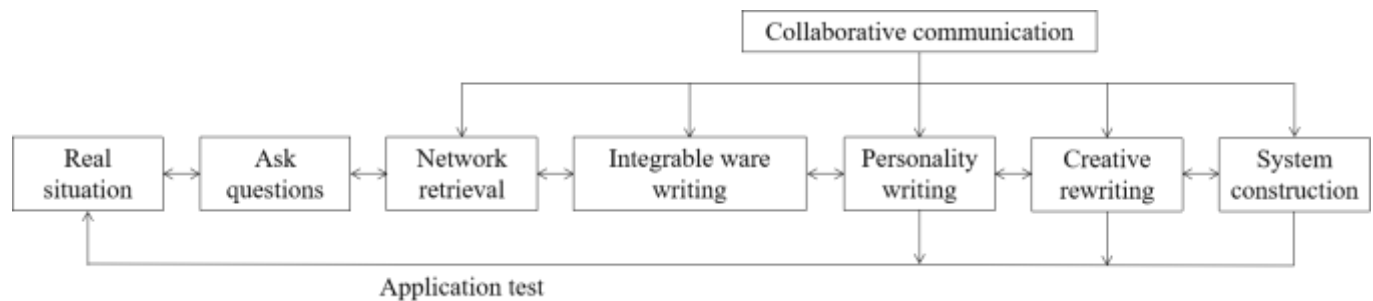 Collaborative communication
Real
situation
Ask
questions
Network
retrieval
Integrable ware
writing
Personality
writing
Creative
rewriting
System
construction
Application test